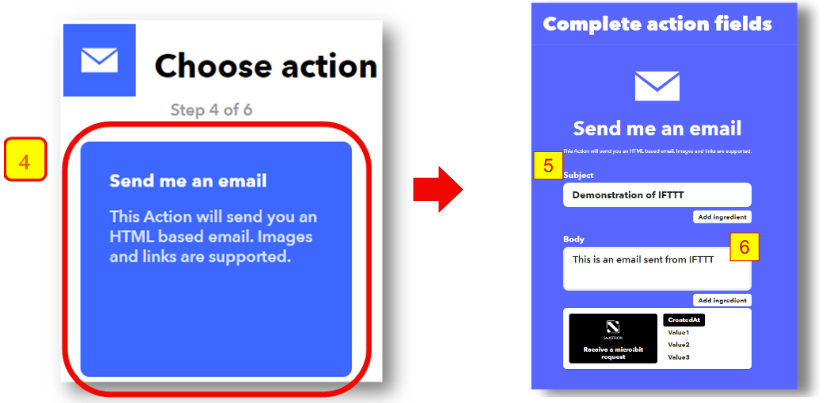 Choose action
Step 4 of 6
4
Send me an email
This Action will send you an
HTML based email. Images
and links are supported.
Complete action fields
Send me an email
This Action will send you an HTML based email. Images and links are supported.
5
Subject
Demonstration of IFTTT
Add ingredient
Body
6
This is an email sent from IFTTT
Add ingredient
Receive a micro:bit
request
CreatedAt
Value1
Value2
Value3